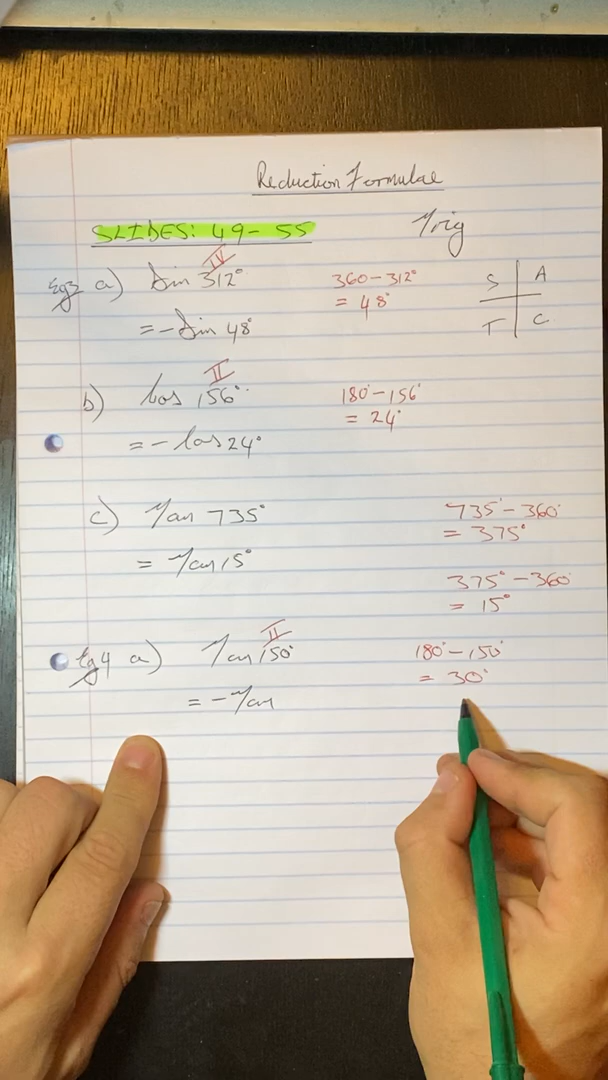 Reduction Formulae
SLIDES: 49-55
Trig
Eg3 a) Sin 312° IV
360-312°
= 48°
S A
T C
= -Sin 48°
b) Cos 156° II
180°-156°
= 24°
= -Cos 24°
c) Tan 735°
735°-360°
= 375°
= Tan 15°
375°-360°
= 15°
Eg4 a) Tan 150° II
180°-150°
= 30°
= -Tan